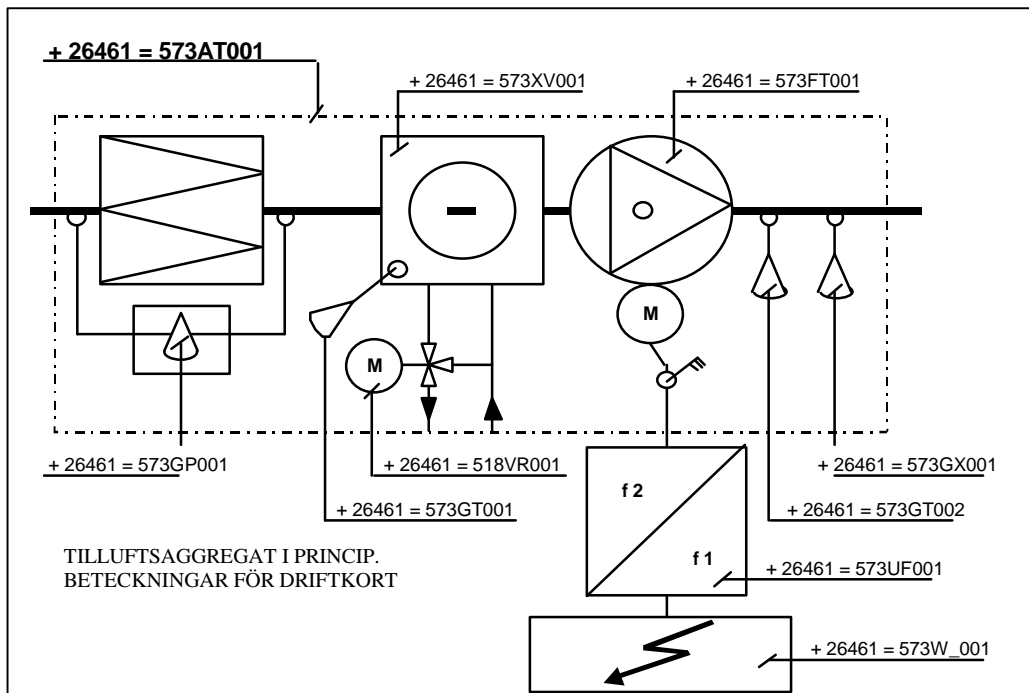 + 26461 = 573AT001
+ 26461 = 573XV001
+ 26461 = 573FT001
M
M
+ 26461 = 573GP001
+ 26461 = 518VR001
+ 26461 = 573GX001
+ 26461 = 573GT001
+ 26461 = 573GT002
f 2
f 1
TILLUFTSAGGREGAT I PRINCIP.
BETECKNINGAR FÖR DRIFTKORT
+ 26461 = 573UF001
+ 26461 = 573W_001